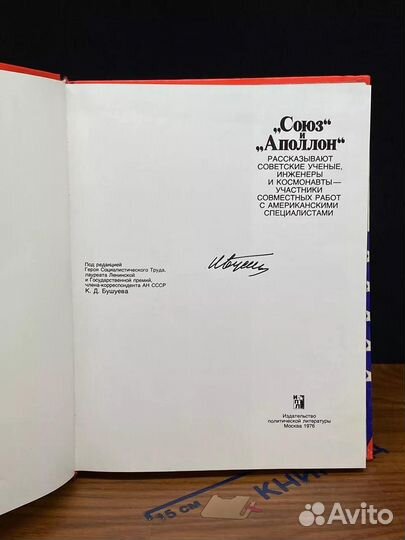 „Союз“
и
„Аполлон“
РАССКАЗЫВАЮТ
СОВЕТСКИЕ УЧЕНЫЕ,
ИНЖЕНЕРЫ
И КОСМОНАВТЫ—
УЧАСТНИКИ
СОВМЕСТНЫХ РАБОТ
С АМЕРИКАНСКИМИ
СПЕЦИАЛИСТАМИ
Под редакцией
Героя Социалистического Труда,
лауреата Ленинской
и Государственной премий,
члена-корреспондента АН СССР
К. Д. Бушуева
Издательство
политической литературы
Москва 1976
15 см
Avito